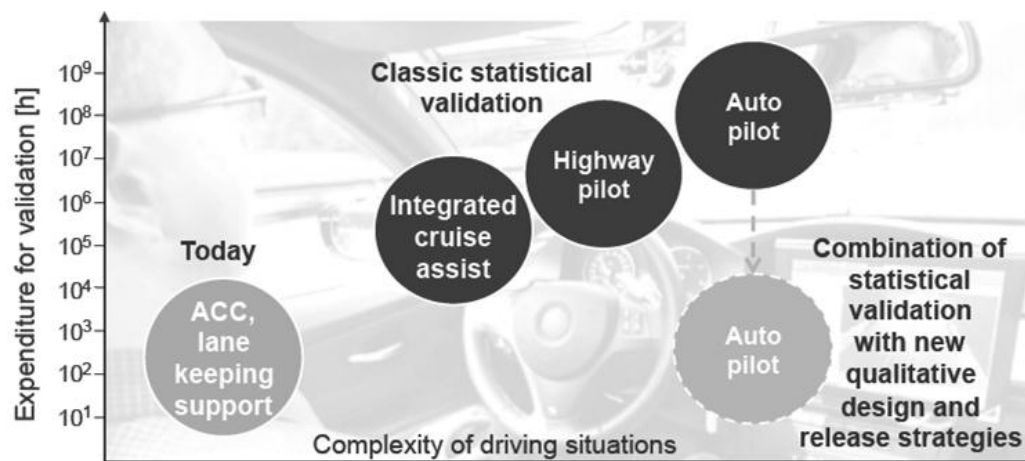 Expenditure for validation [h]
10⁹
10⁸
10⁷
10⁶
10⁵
10⁴
10³
10²
10¹
Classic statistical
validation
Auto
pilot
Highway
pilot
Integrated
cruise
assist
Today
ACC,
lane
keeping
support
Auto
pilot
Combination of
statistical
validation
with new
qualitative
design and
release strategies
Complexity of driving situations